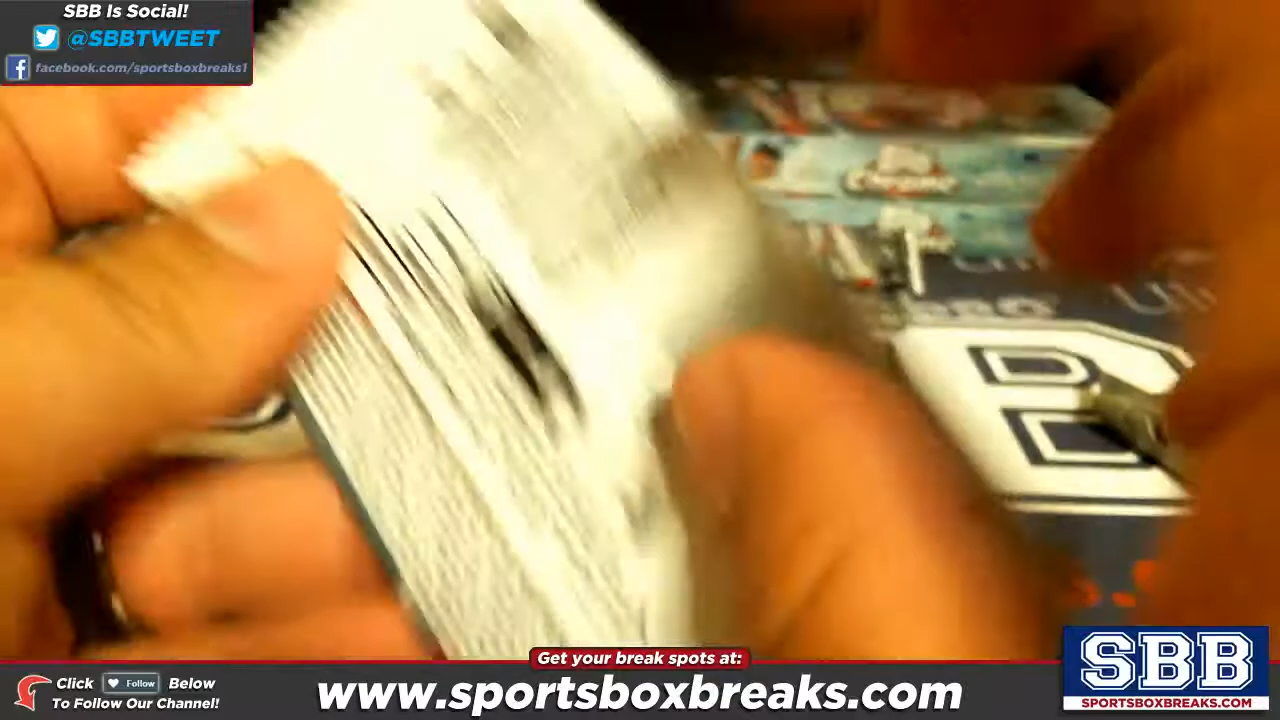 SBB Is Social!
@SBBTWEET
facebook.com/sportsboxbreaks1
Topps
Chrome
Get your break spots at:
Click Follow Below
To Follow Our Channel!
www.sportsboxbreaks.com
SBB
SPORTSBOXBREAKS.COM